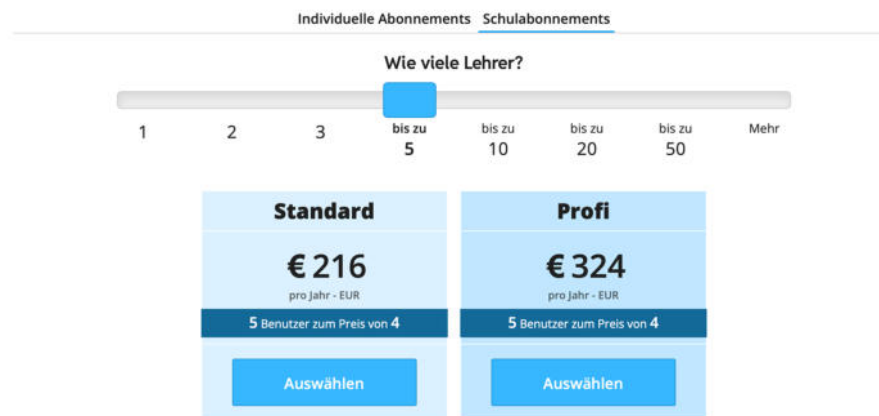 Individuelle Abonnements Schulabonnements
Wie viele Lehrer?
1 2 3 bis zu 5 bis zu 10 bis zu 20 bis zu 50 Mehr
Standard Profi
€ 216 € 324
pro Jahr - EUR pro Jahr - EUR
5 Benutzer zum Preis von 4 5 Benutzer zum Preis von 4
Auswählen Auswählen